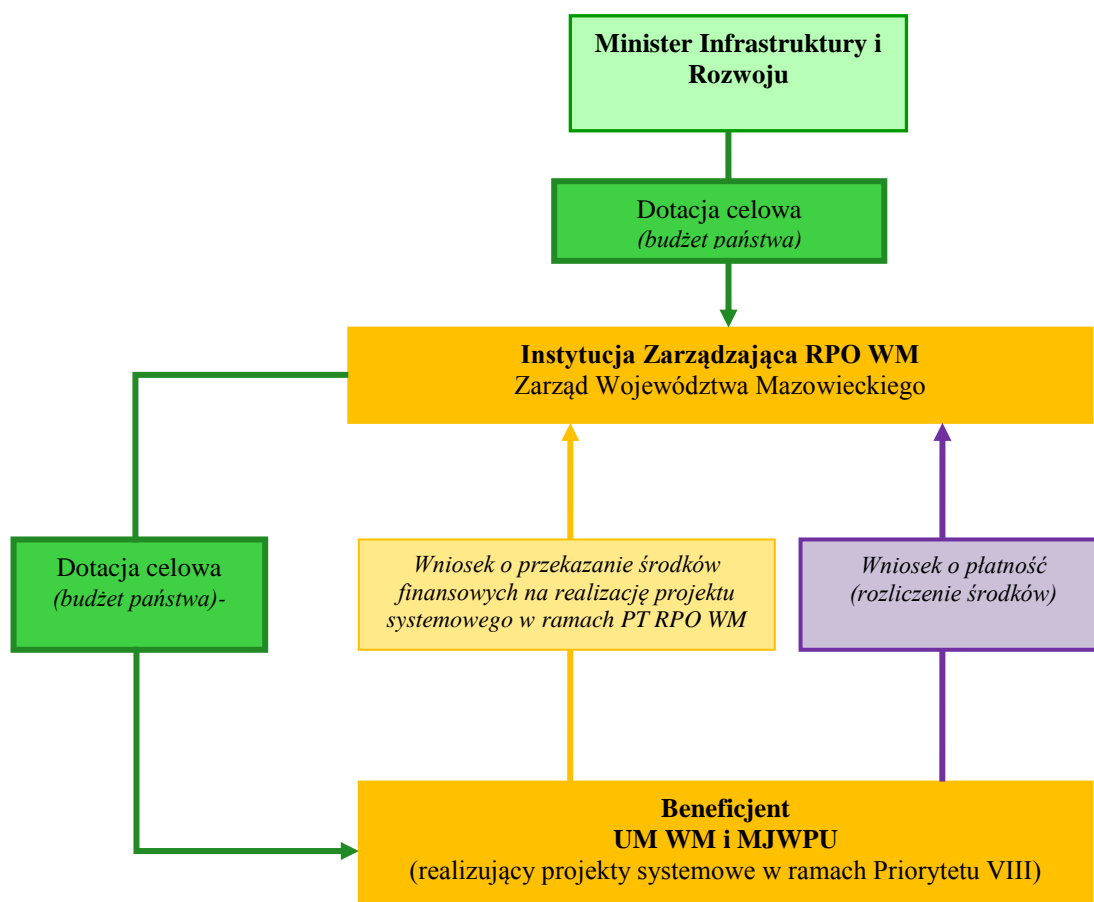 Minister Infrastruktury i
Rozwoju
Dotacja celowa
(budżet państwa)
Instytucja Zarządzająca RPO WM
Zarząd Województwa Mazowieckiego
Dotacja celowa
(budżet państwa)-
Wniosek o przekazanie środków
finansowych na realizację projektu
systemowego w ramach PT RPO WM
Wniosek o płatność
(rozliczenie środków)
Beneficjent
UM WM i MJWPU
(realizujący projekty systemowe w ramach Priorytetu VIII)